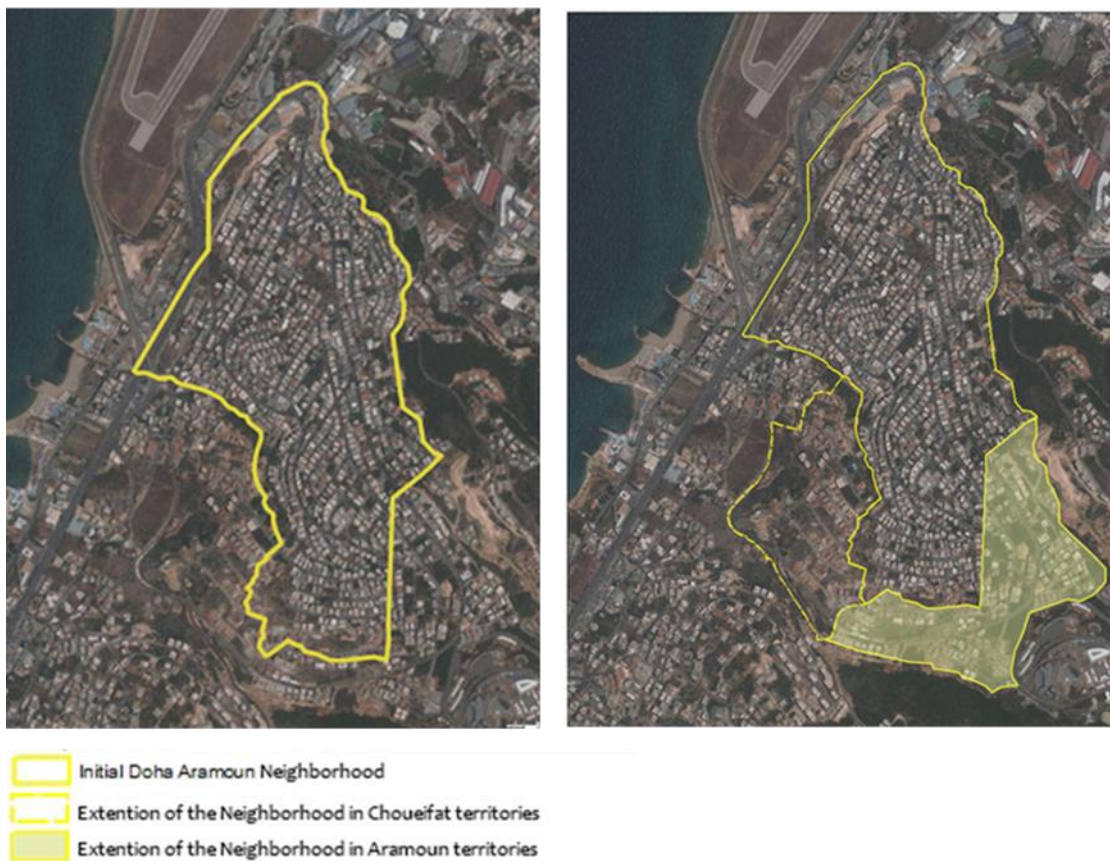 Initial Doha Aramoun Neighborhood
Extention of the Neighborhood in Choueifat territories
Extention of the Neighborhood in Aramoun territories